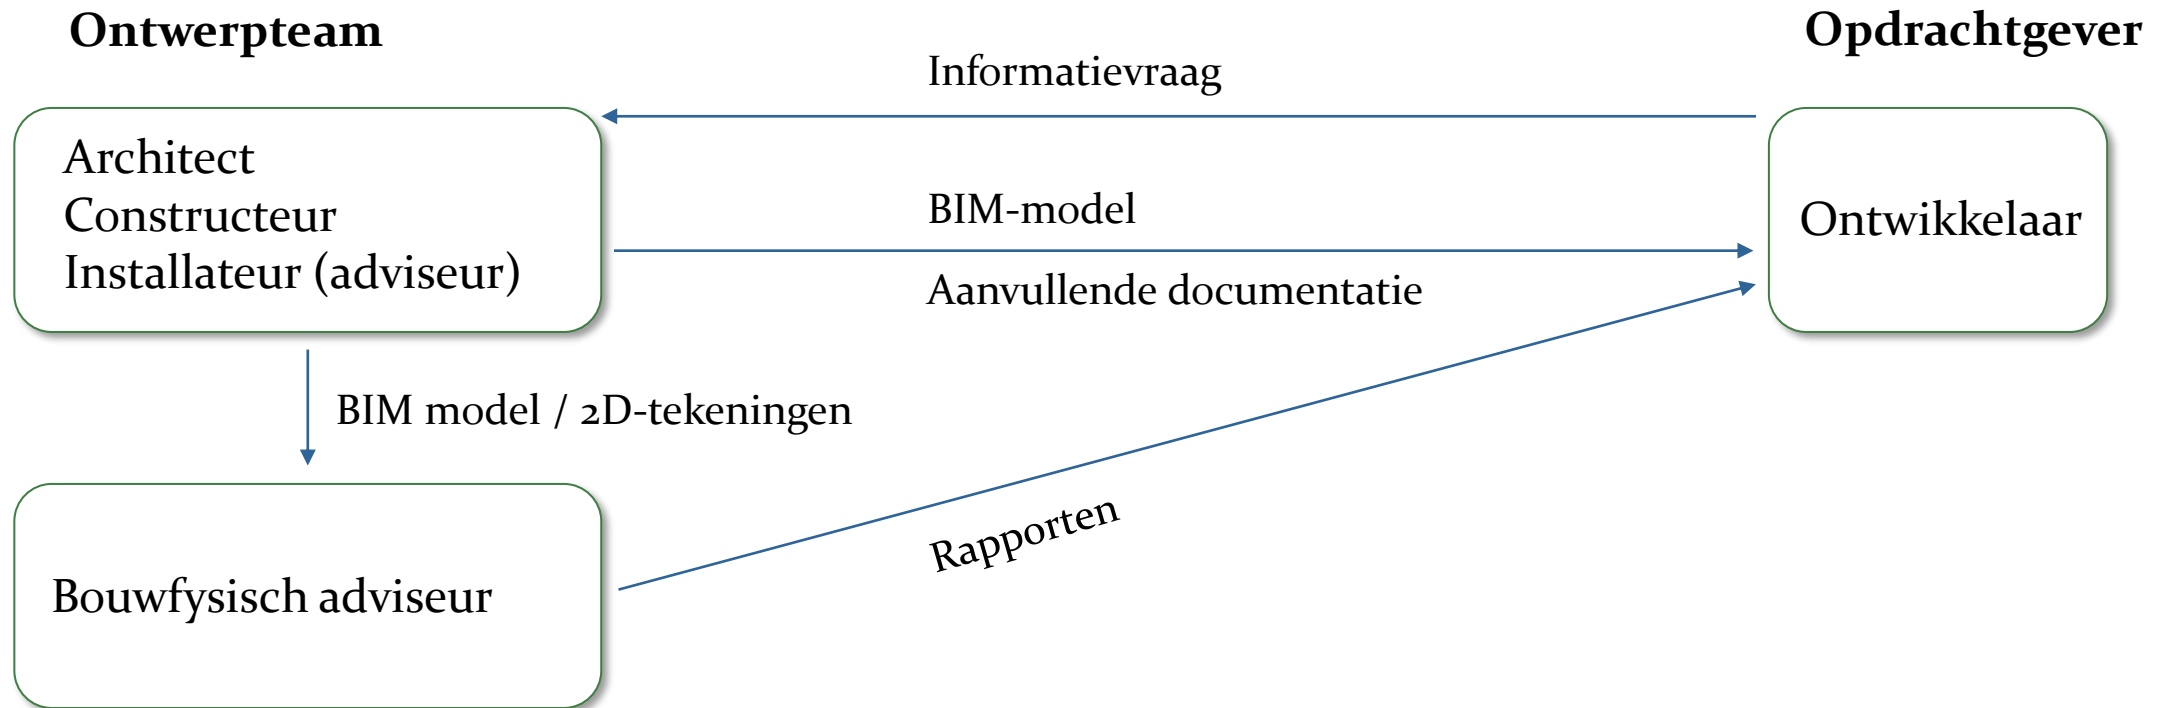 Ontwerpteam
Opdrachtgever
Informatievraag
Architect
Constructeur
Installateur (adviseur)
BIM-model
Aanvullende documentatie
Ontwikkelaar
BIM model / 2D-tekeningen
Rapporten
Bouwfysisch adviseur